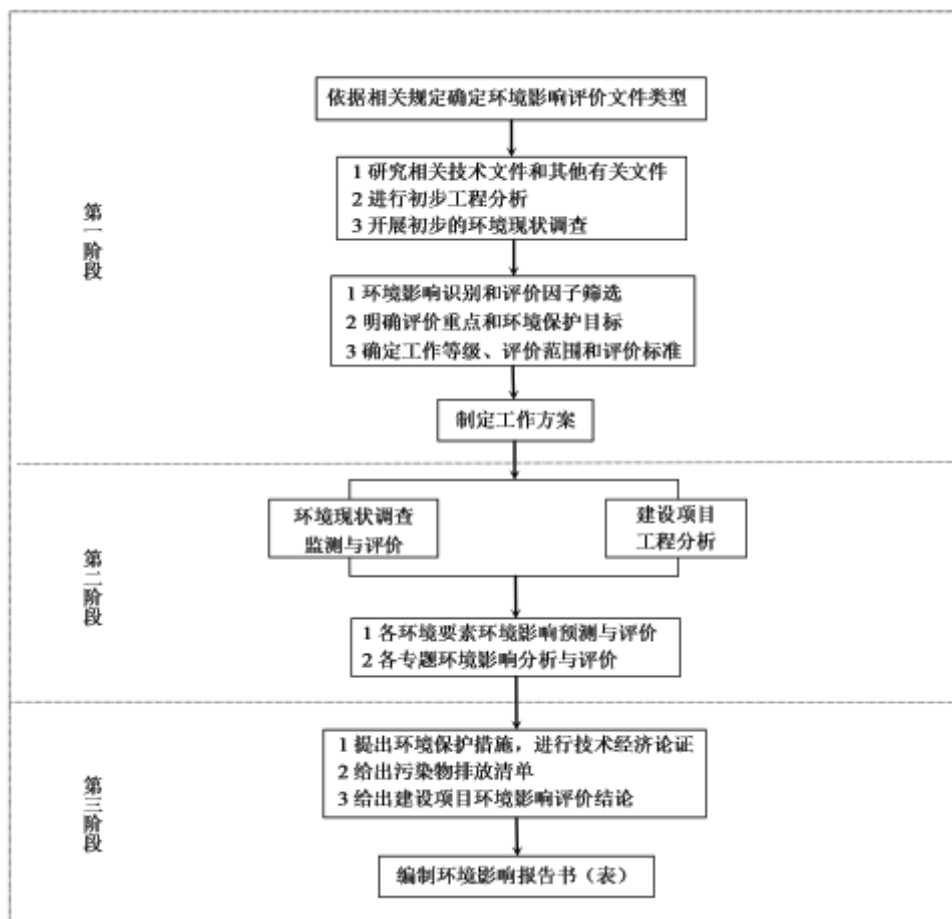 依据相关规定确定环境影响评价文件类型
1 研究相关技术文件和其他有关文件
2 进行初步工程分析
3 开展初步的环境现状调查
第一阶段
1 环境影响识别和评价因子筛选
2 明确评价重点和环境保护目标
3 确定工作等级、评价范围和评价标准
制定工作方案
环境现状调查
监测与评价
建设项目
工程分析
第二阶段
1 各环境要素环境影响预测与评价
2 各专题环境影响分析与评价
1 提出环境保护措施，进行技术经济论证
2 给出污染物排放清单
3 给出建设项目环境影响评价结论
第三阶段
编制环境影响报告书（表）